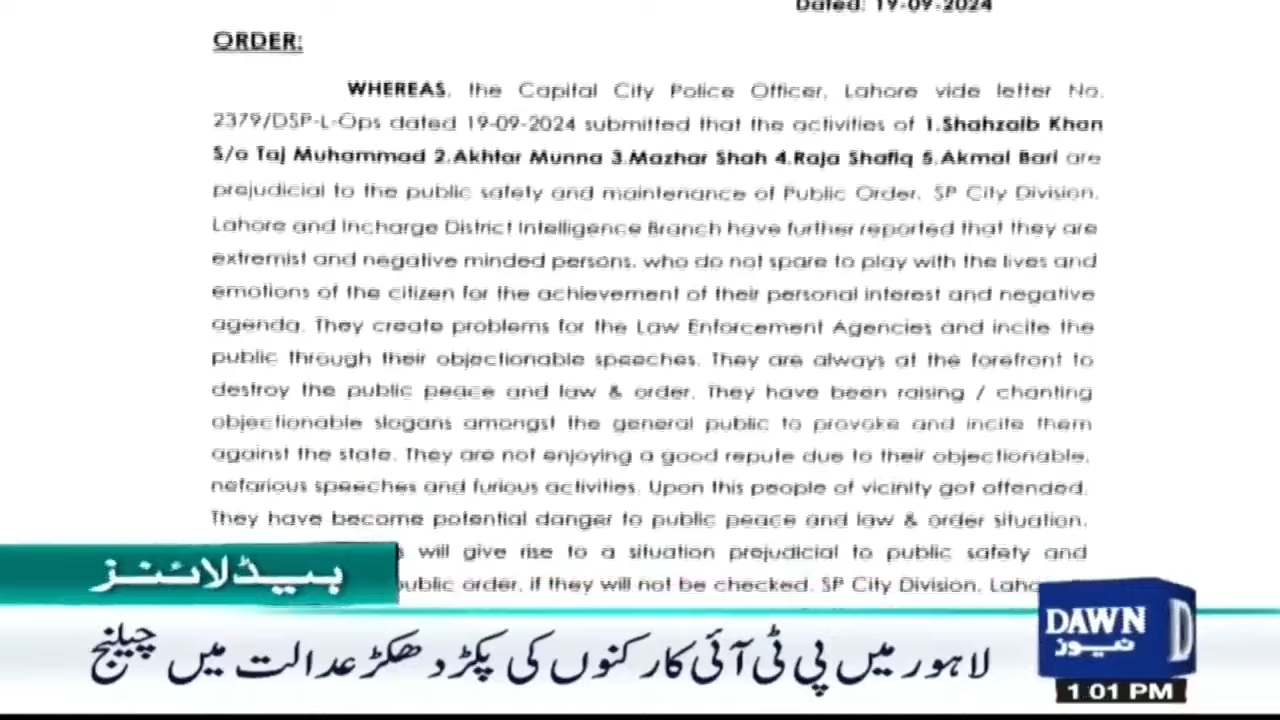 Dated: 19-09-2024
ORDER:
WHEREAS, the Capital City Police Officer, Lahore vide letter No.
2379/DSP-L-Ops dated 19-09-2024 submitted that the activities of 1.Shahzaib Khan
S/o Taj Muhammad 2.Akhtar Munna 3.Mazhar Shah 4.Raja Shafiq 5.Akmal Bari are
prejudicial to the public safety and maintenance of Public Order. SP City Division,
Lahore and Incharge District Intelligence Branch have further reported that they are
extremist and negative minded persons, who do not spare to play with the lives and
emotions of the citizen for the achievement of their personal interest and negative
agenda. They create problems for the Law Enforcement Agencies and incite the
public through their objectionable speeches. They are always at the forefront to
destroy the public peace and law & order. They have been raising / chanting
objectionable slogans amongst the general public to provoke and incite them
against the state. They are not enjoying a good repute due to their objectionable,
nefarious speeches and furious activities. Upon this people of vicinity got offended.
They have become potential danger to public peace and law & order situation.
will give rise to a situation prejudicial to public safety and
public order, if they will not be checked. SP City Division,
ہیڈلائنز
لاہور میں پی ٹی آئی کارکنوں کی پکڑ دھکڑ عدالت میں چیلنج
DAWN
نیوز
1:01 PM